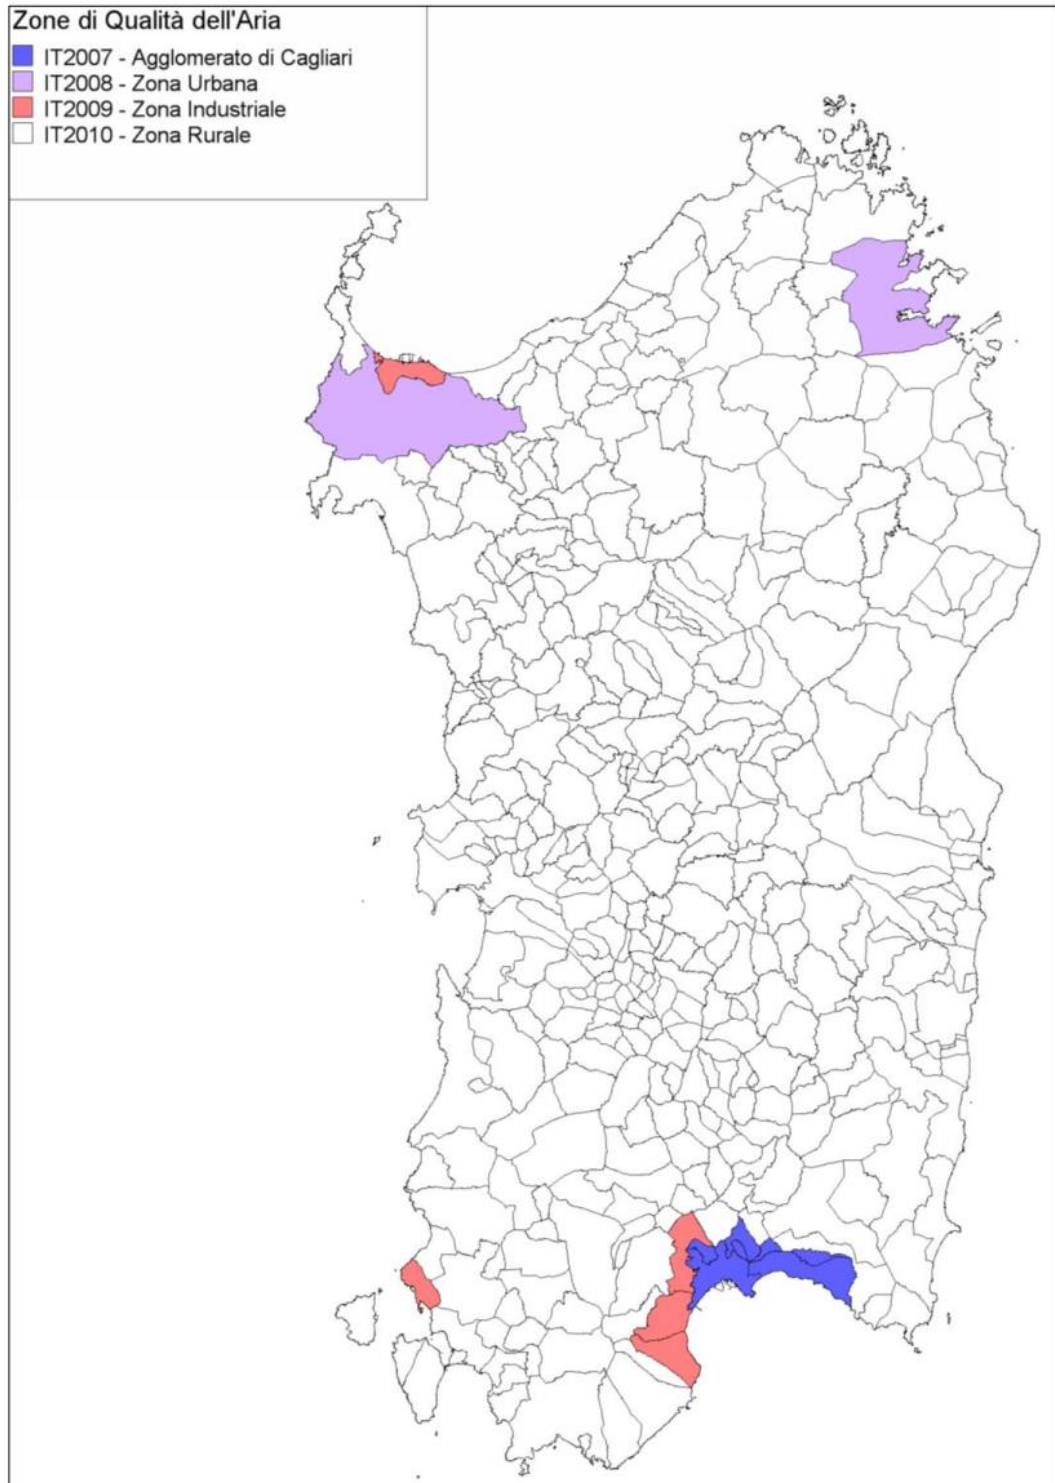 Zone di Qualità dell'Aria
IT2007 - Agglomerato di Cagliari
IT2008 - Zona Urbana
IT2009 - Zona Industriale
IT2010 - Zona Rurale